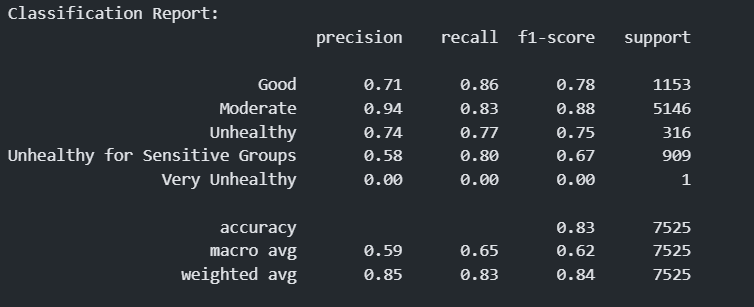 Classification Report:
precision recall f1-score support
Good 0.71 0.86 0.78 1153
Moderate 0.94 0.83 0.88 5146
Unhealthy 0.74 0.77 0.75 316
Unhealthy for Sensitive Groups 0.58 0.80 0.67 909
Very Unhealthy 0.00 0.00 0.00 1
accuracy 0.83 7525
macro avg 0.59 0.65 0.62 7525
weighted avg 0.85 0.83 0.84 7525